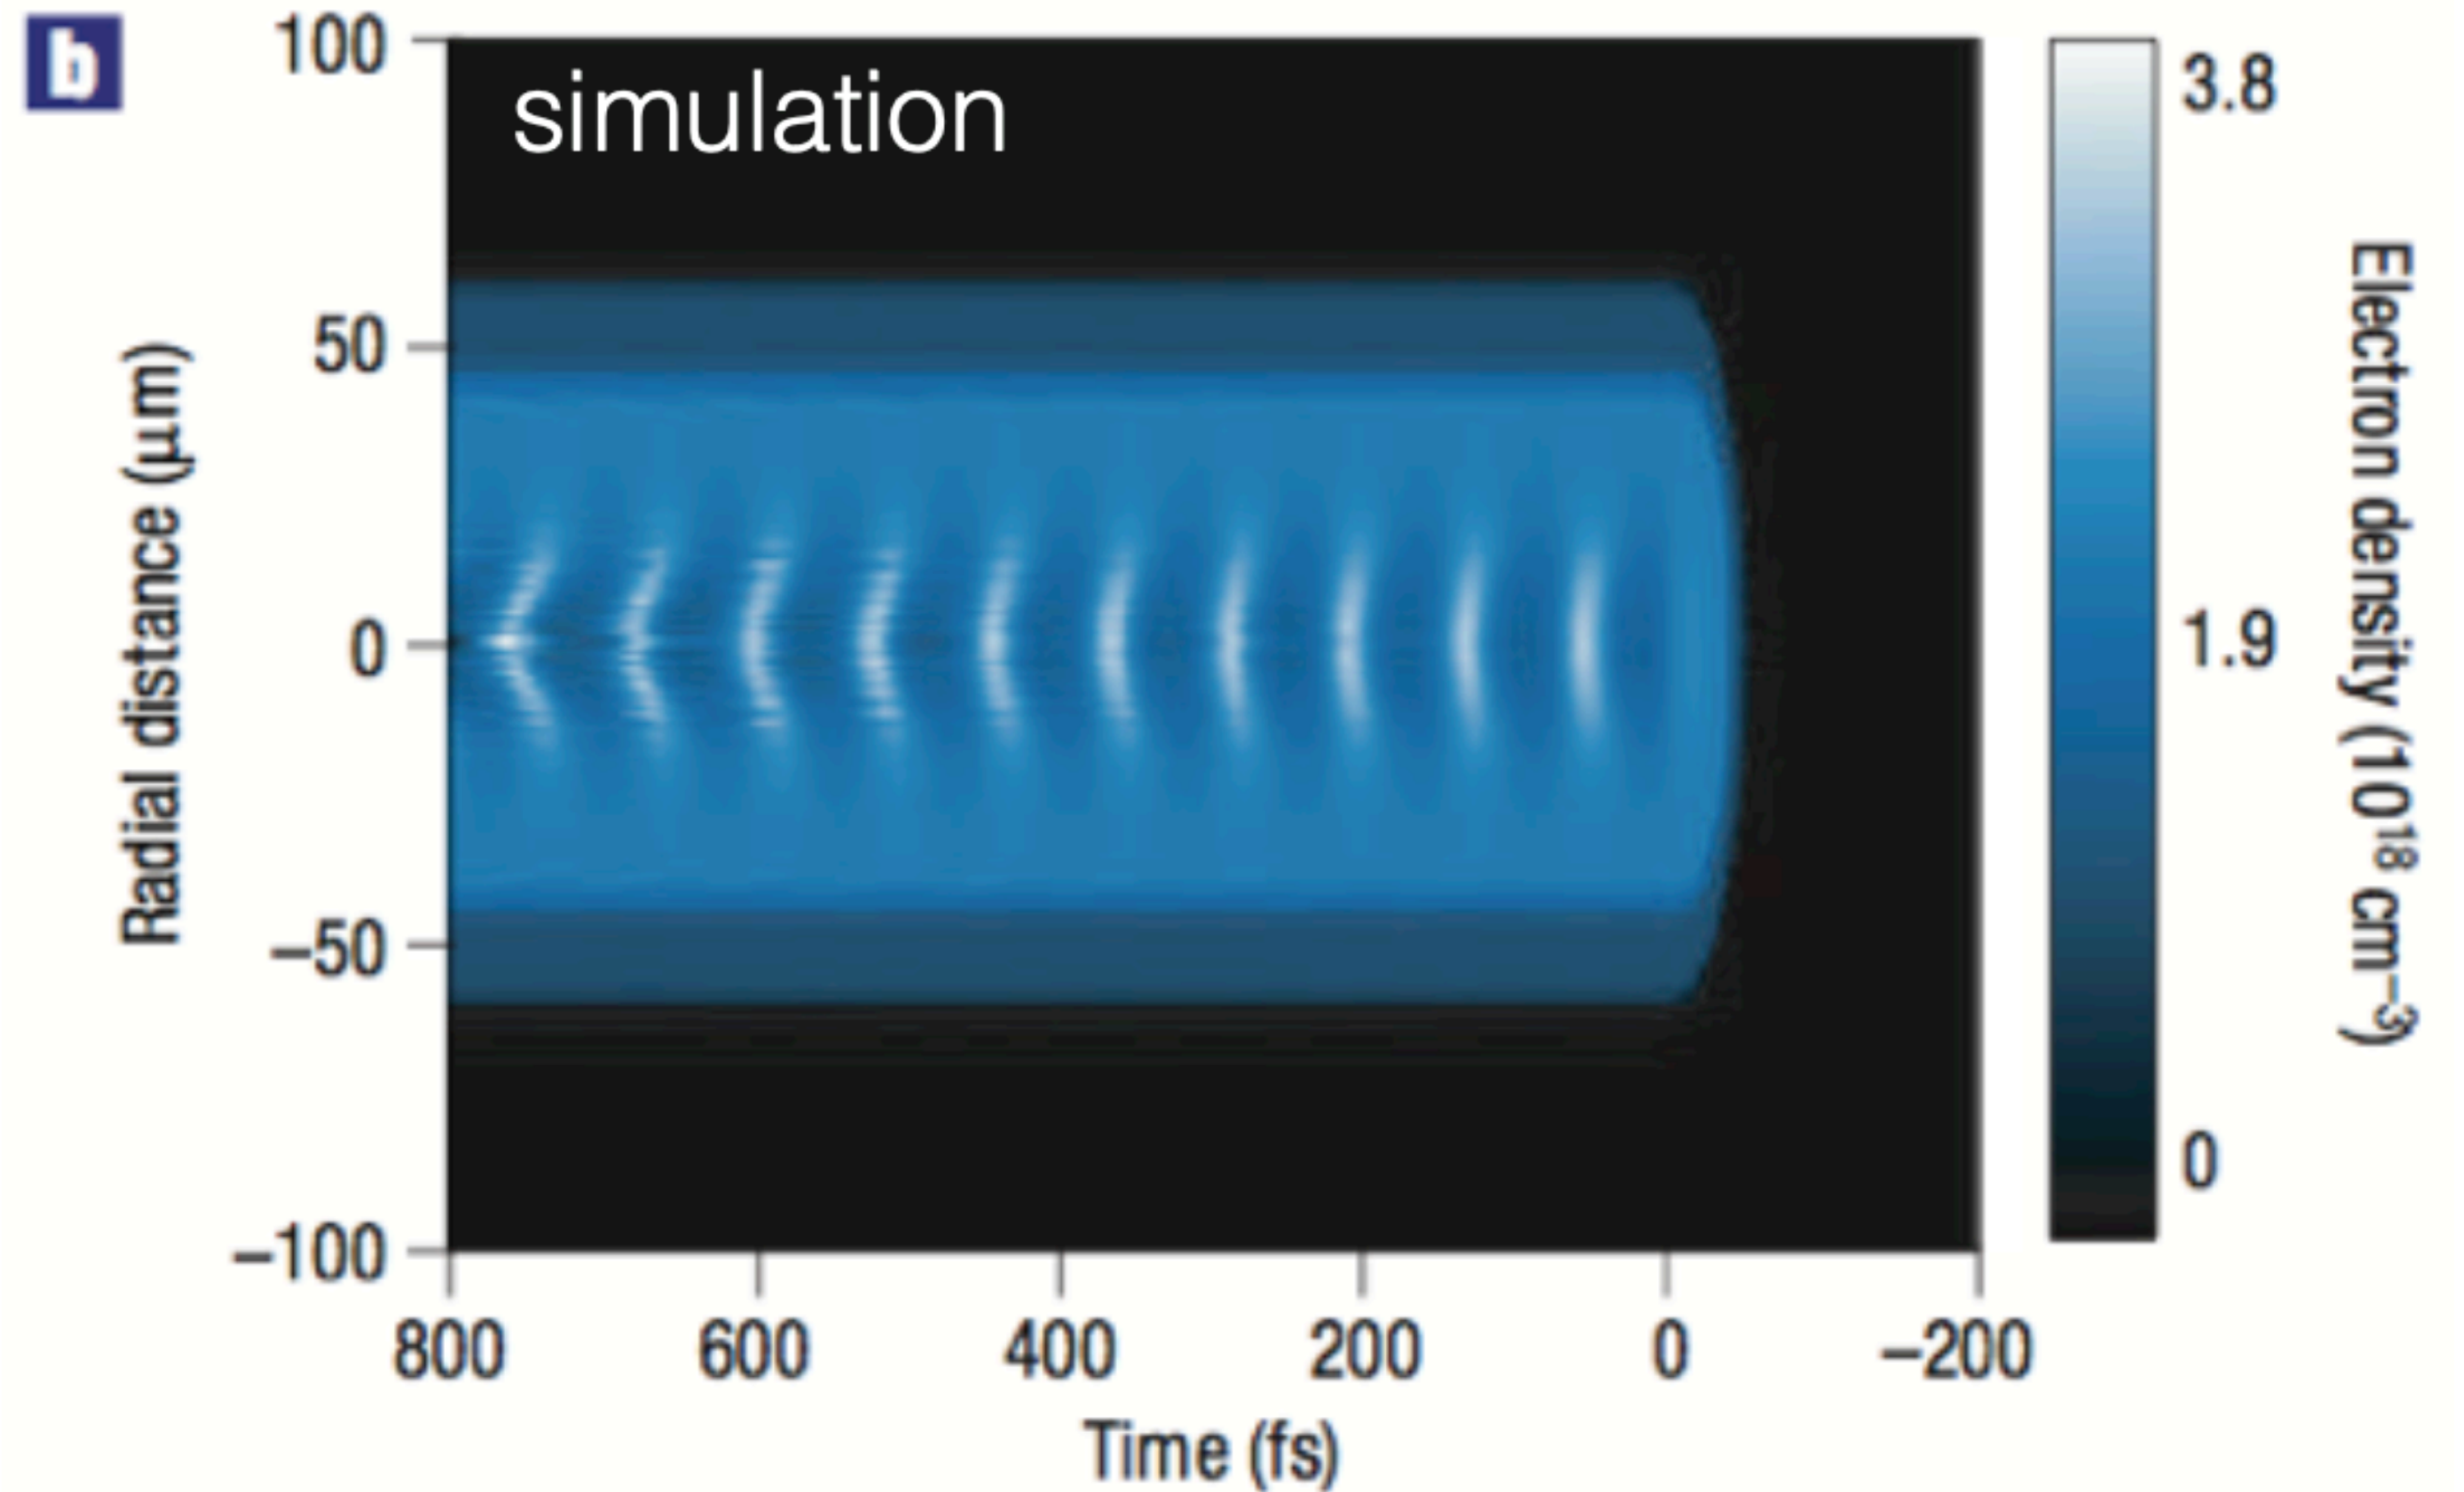 b
simulation
100
50
0
−50
−100
Radial distance (μm)
800 600 400 200 0 −200
Time (fs)
3.8
1.9
0
Electron density (10¹⁸ cm⁻³)